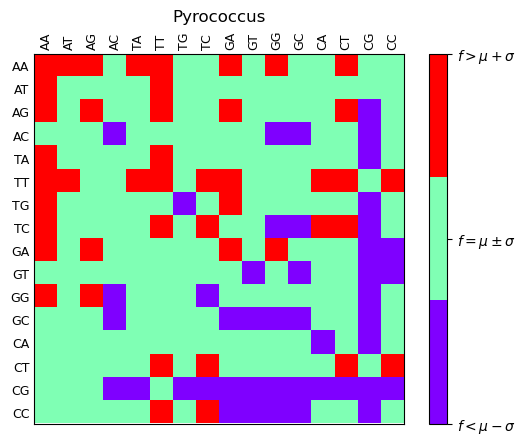 Pyrococcus
AA AT AG AC TA TT TG TC GA GT GG GC CA CT CG CC
AA
AT
AG
AC
TA
TT
TG
TC
GA
GT
GG
GC
CA
CT
CG
CC
f > μ + σ
f = μ ± σ
f < μ − σ